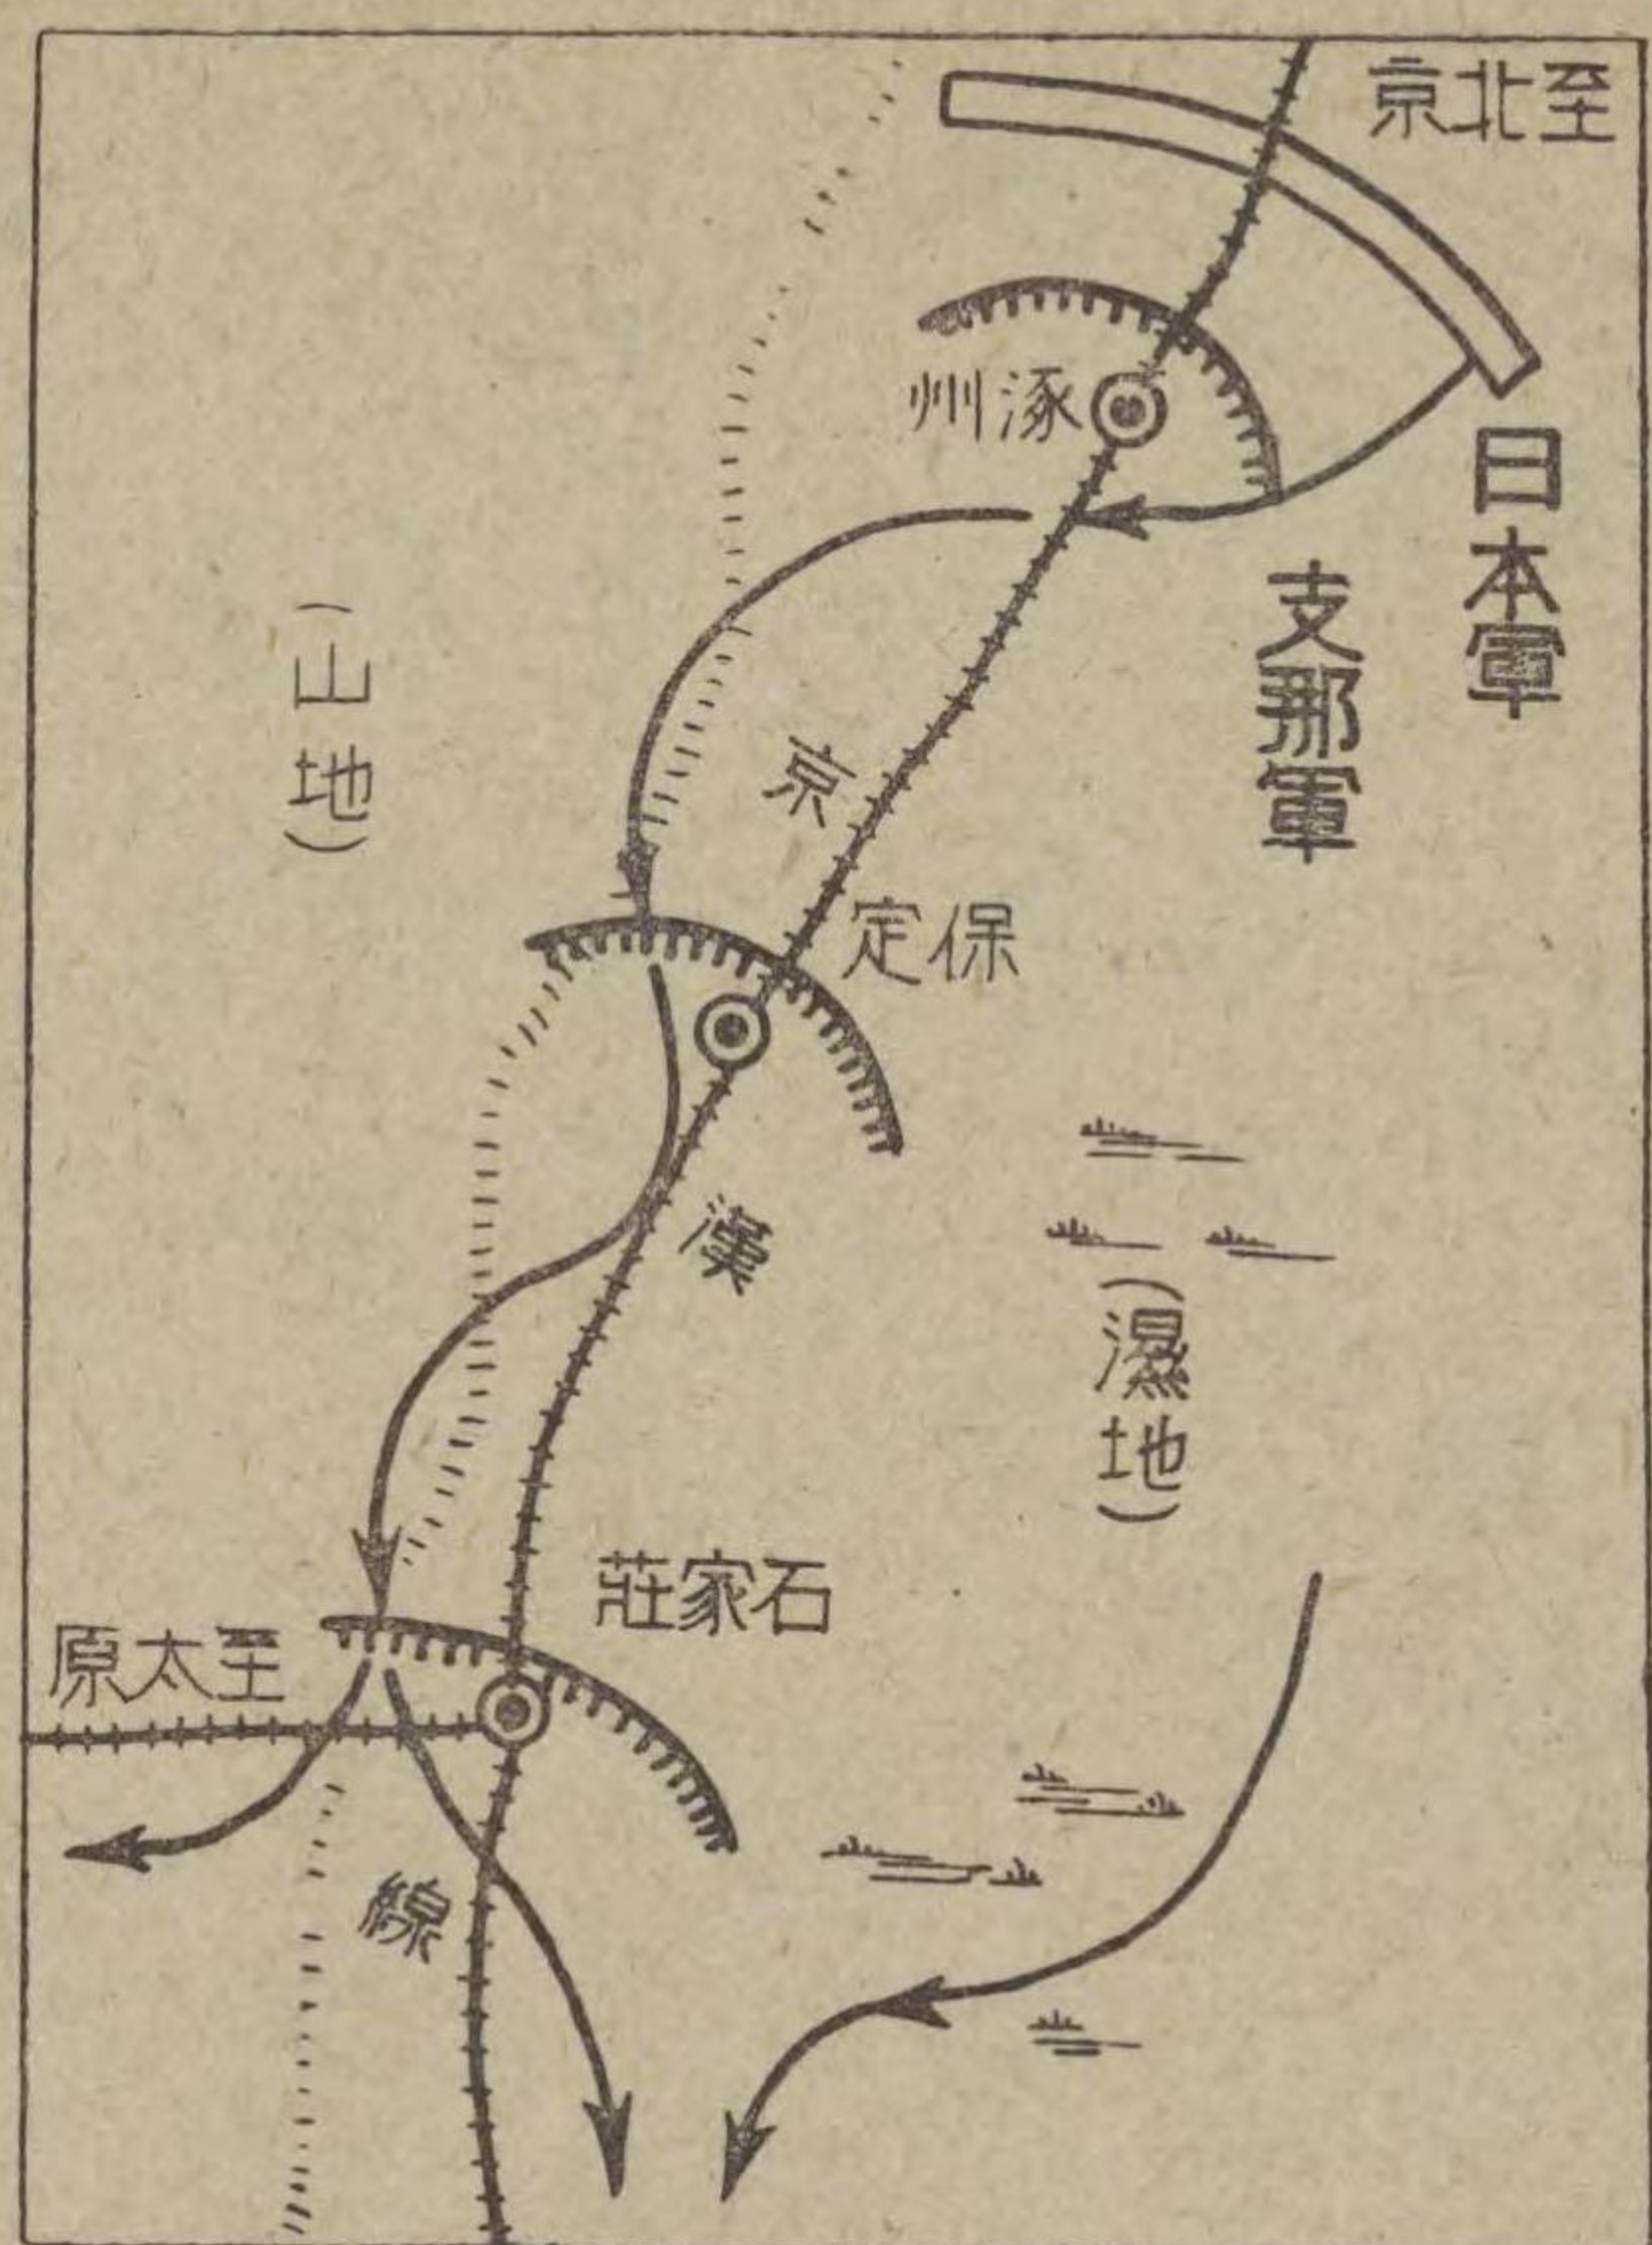 至北京
日本軍
支那軍
涿州
(山地)
京
保定
漢
(濕地)
石家莊
至太原
線